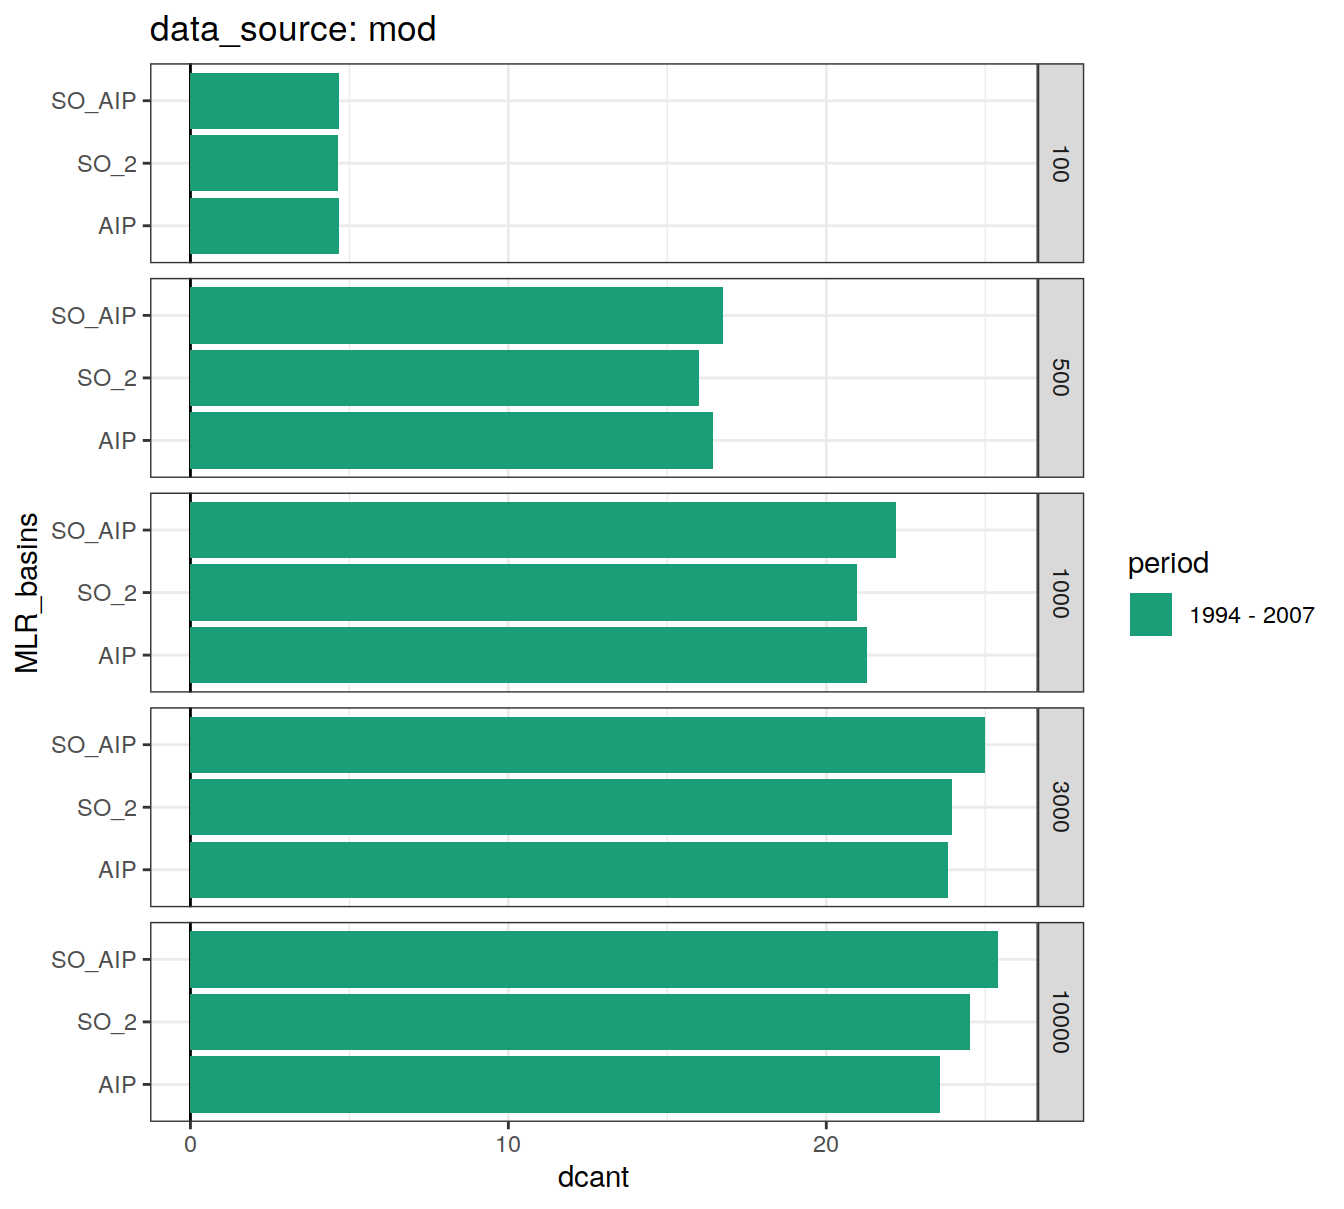 data_source: mod
SO_AIP
SO_2
AIP
100
SO_AIP
SO_2
AIP
500
SO_AIP
SO_2
AIP
1000
SO_AIP
SO_2
AIP
3000
SO_AIP
SO_2
AIP
10000
MLR_basins
0 10 20
dcant
period
1994 - 2007